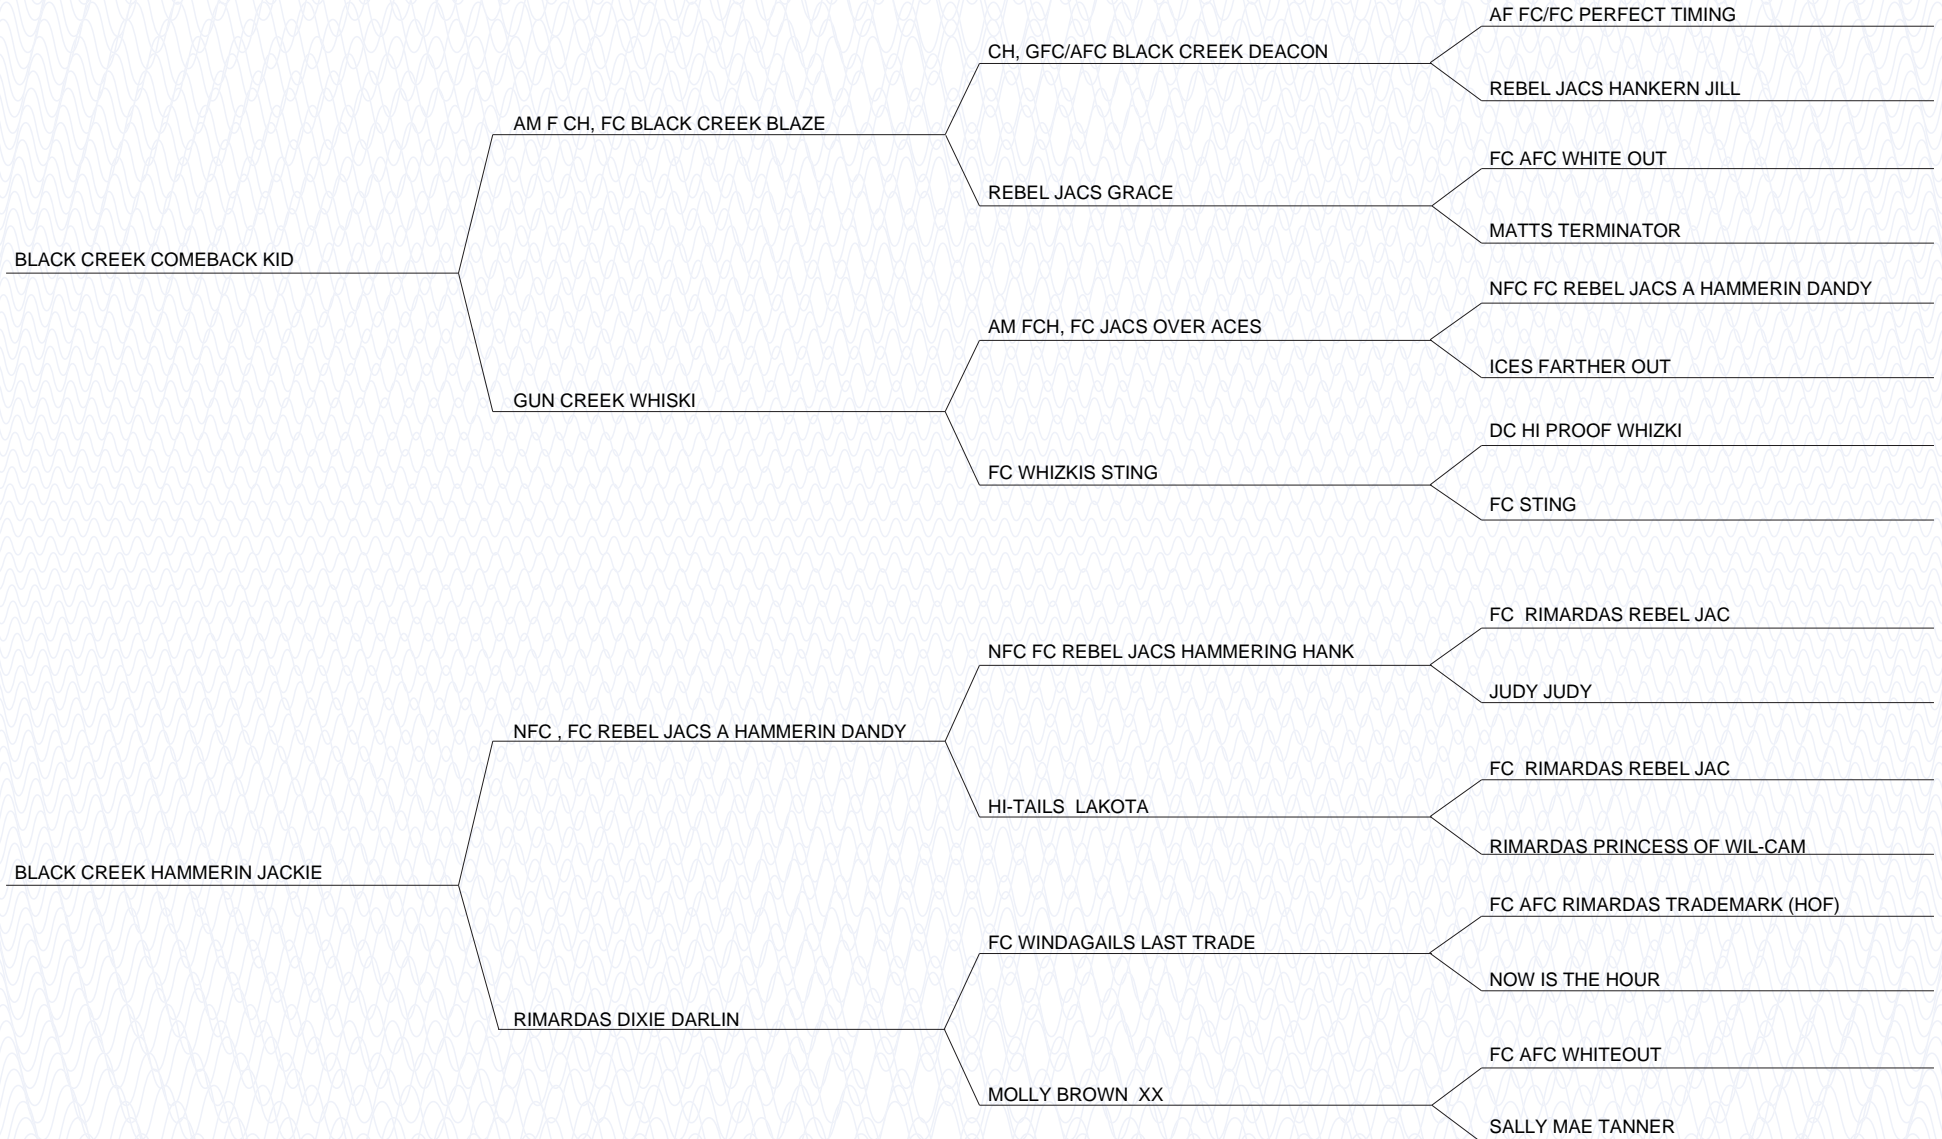 AF FC/FC PERFECT TIMING
CH, GFC/AFC BLACK CREEK DEACON
REBEL JACS HANKERN JILL
AM F CH, FC BLACK CREEK BLAZE
FC AFC WHITE OUT
REBEL JACS GRACE
MATTS TERMINATOR
BLACK CREEK COMEBACK KID
NFC FC REBEL JACS A HAMMERIN DANDY
AM FCH, FC JACS OVER ACES
ICES FARTHER OUT
GUN CREEK WHISKI
DC HI PROOF WHIZKI
FC WHIZKIS STING
FC STING
FC  RIMARDAS REBEL JAC
NFC FC REBEL JACS HAMMERING HANK
JUDY JUDY
NFC , FC REBEL JACS A HAMMERIN DANDY
FC  RIMARDAS REBEL JAC
HI-TAILS  LAKOTA
RIMARDAS PRINCESS OF WIL-CAM
BLACK CREEK HAMMERIN JACKIE
FC AFC RIMARDAS TRADEMARK (HOF)
FC WINDAGAILS LAST TRADE
NOW IS THE HOUR
RIMARDAS DIXIE DARLIN
FC AFC WHITEOUT
MOLLY BROWN  XX
SALLY MAE TANNER